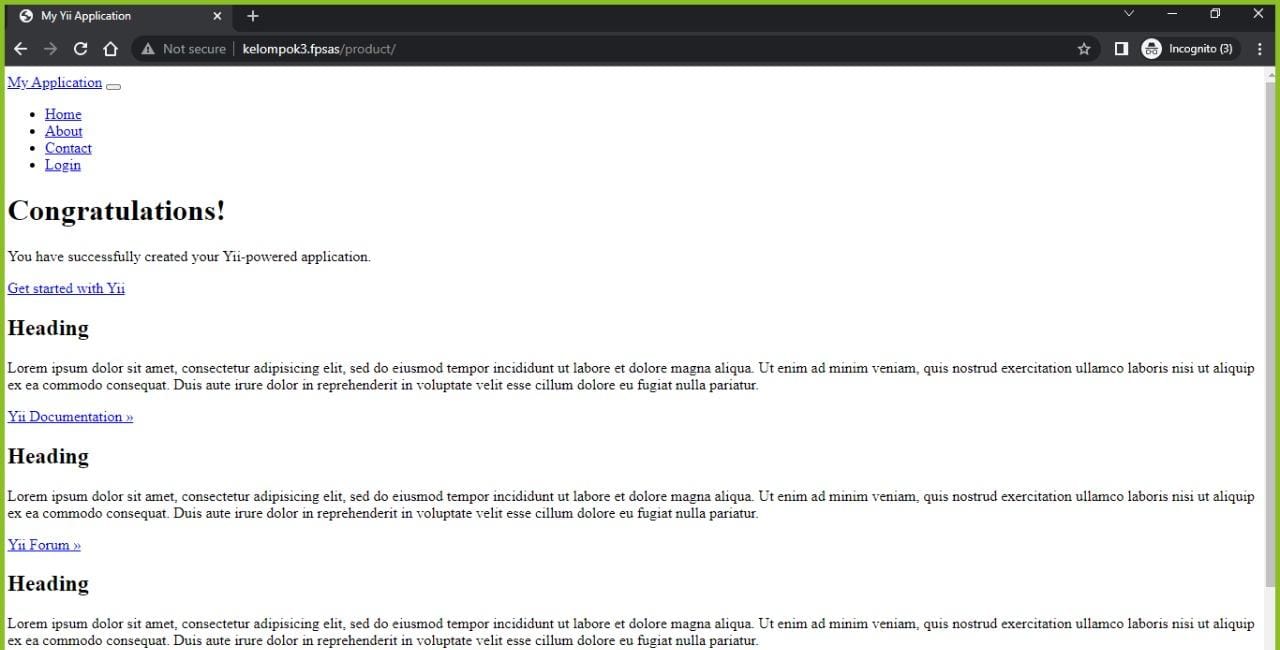 My Yii Application
Not secure
kelompok3.fpsas/product/
Incognito (3)
My Application
Home
About
Contact
Login
Congratulations!
You have successfully created your Yii-powered application.
Get started with Yii
Heading
Lorem ipsum dolor sit amet, consectetur adipisicing elit, sed do eiusmod tempor incididunt ut labore et dolore magna aliqua. Ut enim ad minim veniam, quis nostrud exercitation ullamco laboris nisi ut aliquip
ex ea commodo consequat. Duis aute irure dolor in reprehenderit in voluptate velit esse cillum dolore eu fugiat nulla pariatur.
Yii Documentation »
Heading
Lorem ipsum dolor sit amet, consectetur adipisicing elit, sed do eiusmod tempor incididunt ut labore et dolore magna aliqua. Ut enim ad minim veniam, quis nostrud exercitation ullamco laboris nisi ut aliquip
ex ea commodo consequat. Duis aute irure dolor in reprehenderit in voluptate velit esse cillum dolore eu fugiat nulla pariatur.
Yii Forum »
Heading
Lorem ipsum dolor sit amet, consectetur adipisicing elit, sed do eiusmod tempor incididunt ut labore et dolore magna aliqua. Ut enim ad minim veniam, quis nostrud exercitation ullamco laboris nisi ut aliquip
ex ea commodo consequat. Duis aute irure dolor in reprehenderit in voluptate velit esse cillum dolore eu fugiat nulla pariatur.